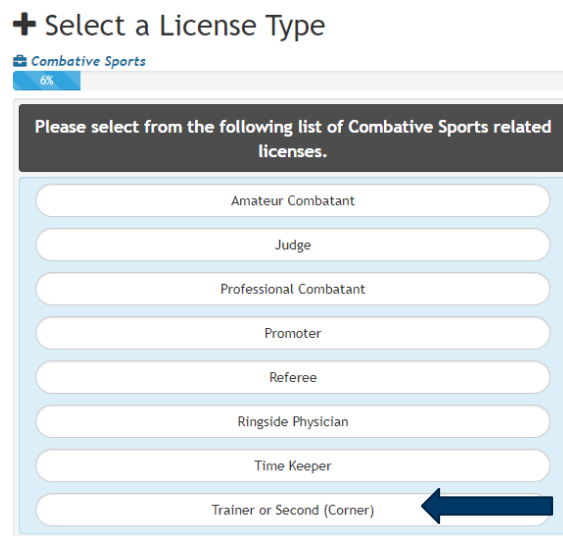 Select a License Type
Combative Sports
6%
Please select from the following list of Combative Sports related
licenses.
Amateur Combatant
Judge
Professional Combatant
Promoter
Referee
Ringside Physician
Time Keeper
Trainer or Second (Corner)